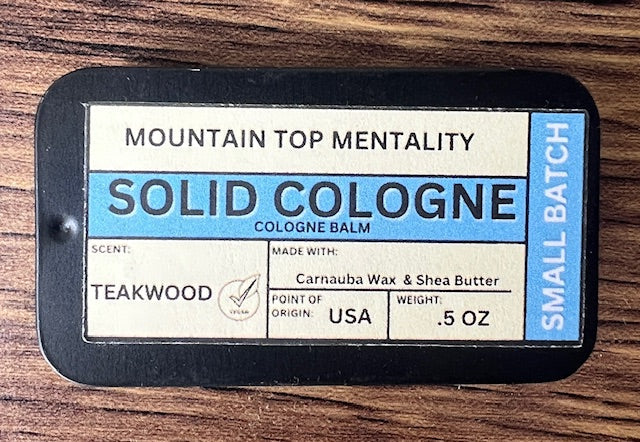 MOUNTAIN TOP MENTALITY
SOLID COLOGNE
COLOGNE BALM
SCENT:
TEAKWOOD
MADE WITH:
Carnauba Wax & Shea Butter
POINT OF
ORIGIN:
USA
WEIGHT:
.5 OZ
SMALL BATCH